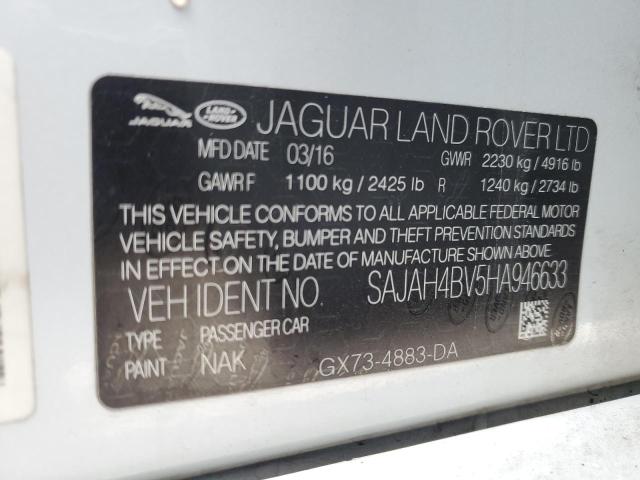 JAGUAR LAND ROVER JAGUAR LAND ROVER LTD
MFD DATE 03/16 GVWR 2230 kg / 4916 lb
GAWR F 1100 kg / 2425 lb R 1240 kg / 2734 lb
THIS VEHICLE CONFORMS TO ALL APPLICABLE FEDERAL MOTOR
VEHICLE SAFETY, BUMPER AND THEFT PREVENTION STANDARDS
IN EFFECT ON THE DATE OF MANUFACTURE SHOWN ABOVE.
VEH IDENT NO. SAJAH4BV5HA946633
TYPE PASSENGER CAR
PAINT NAK GX73-4883-DA